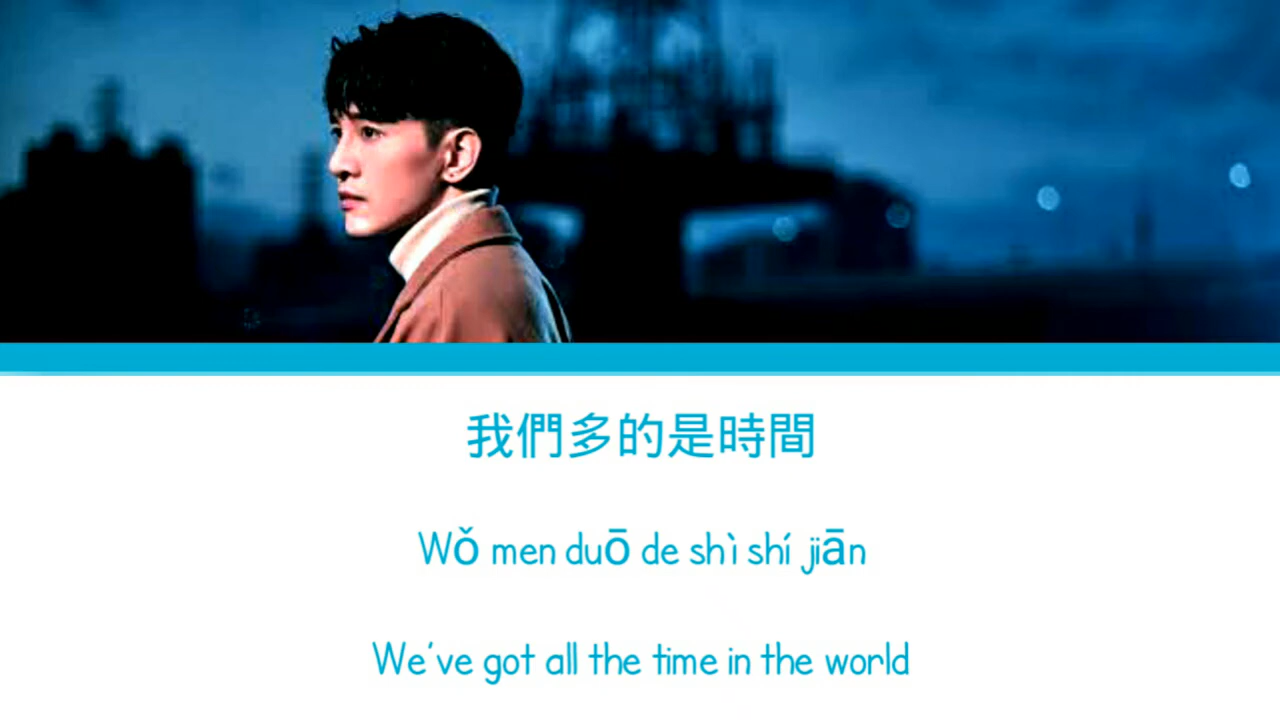 我們多的是時間
Wǒ men duō de shì shí jiān
We've got all the time in the world